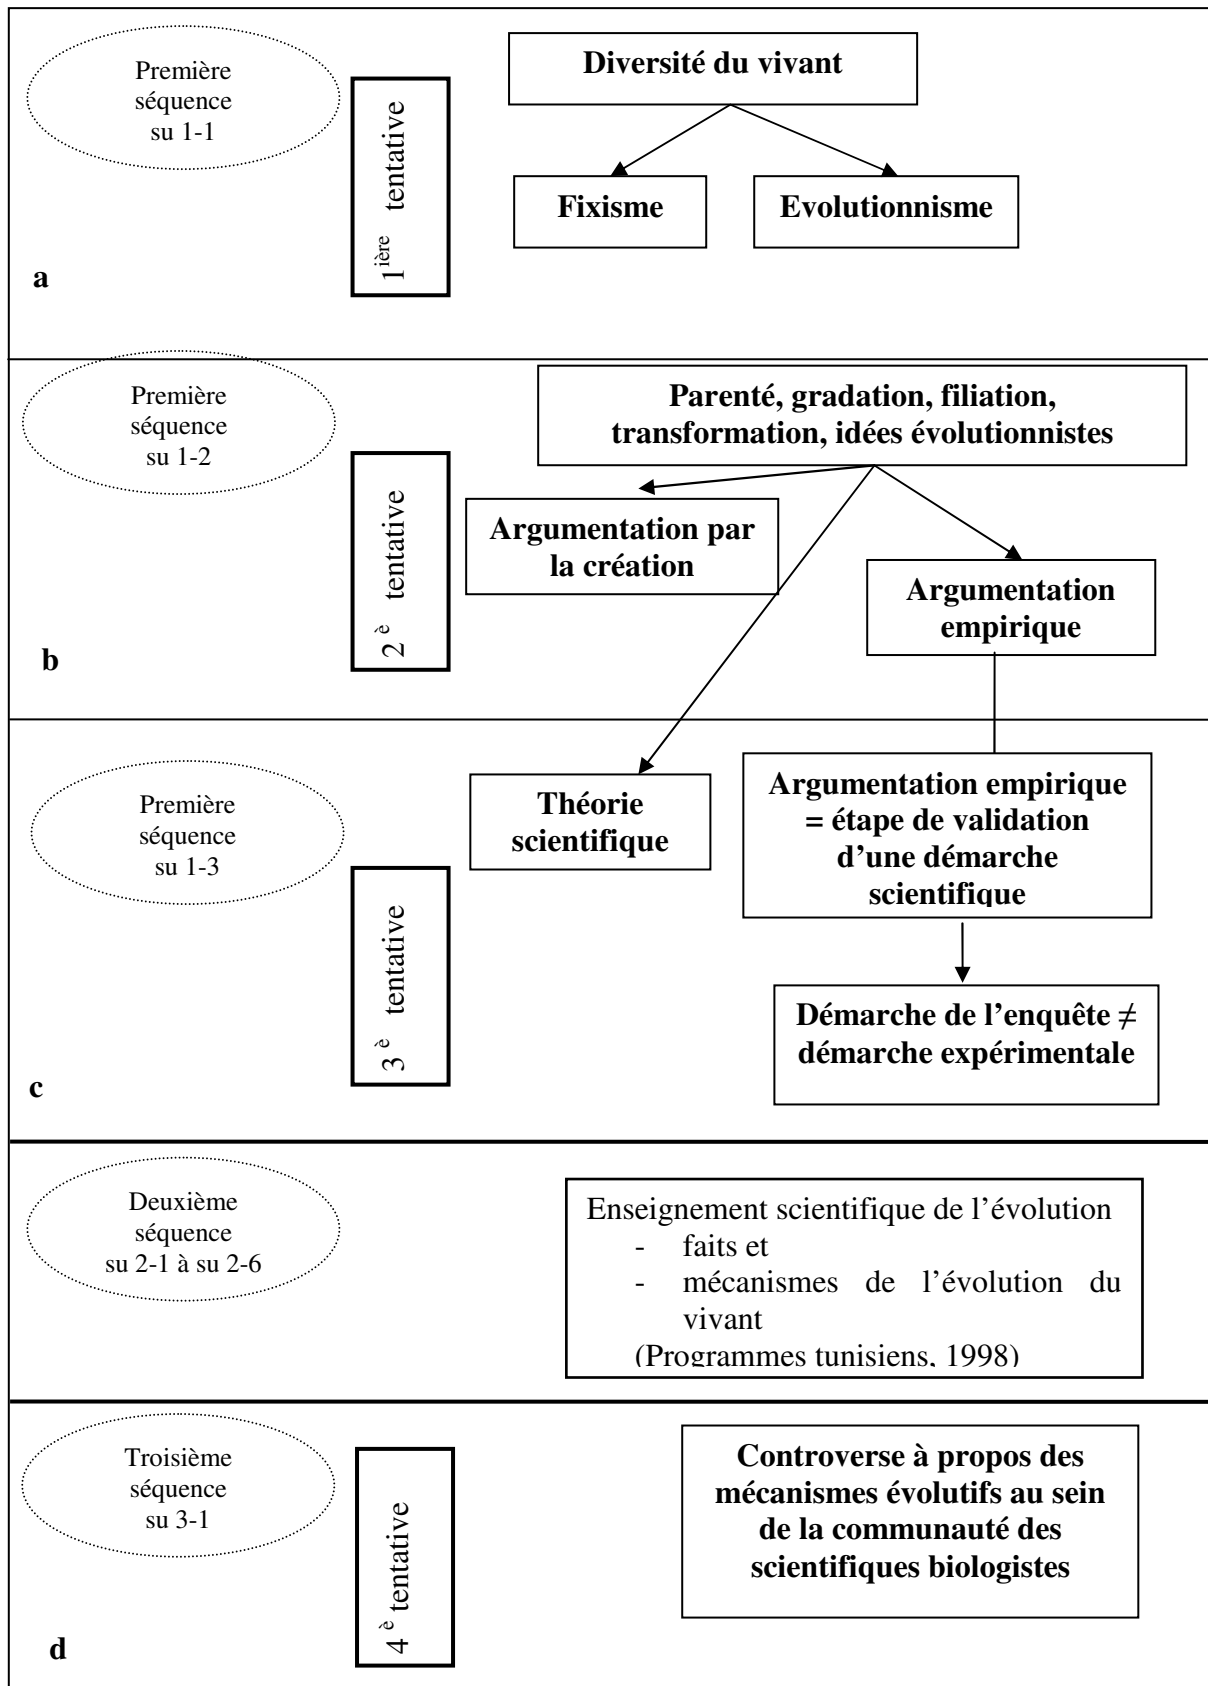 Première
séquence
su 1-1
1ière tentative
Diversité du vivant
Fixisme
Evolutionnisme
a
Première
séquence
su 1-2
2è tentative
Parenté, gradation, filiation,
transformation, idées évolutionnistes
Argumentation par
la création
Argumentation
empirique
b
Première
séquence
su 1-3
3è tentative
Théorie
scientifique
Argumentation empirique
= étape de validation
d’une démarche
scientifique
Démarche de l’enquête ≠
démarche expérimentale
c
Deuxième
séquence
su 2-1 à su 2-6
Enseignement scientifique de l’évolution
- faits et
- mécanismes de l’évolution du
vivant
(Programmes tunisiens, 1998)
Troisième
séquence
su 3-1
4è tentative
Controverse à propos des
mécanismes évolutifs au sein
de la communauté des
scientifiques biologistes
d